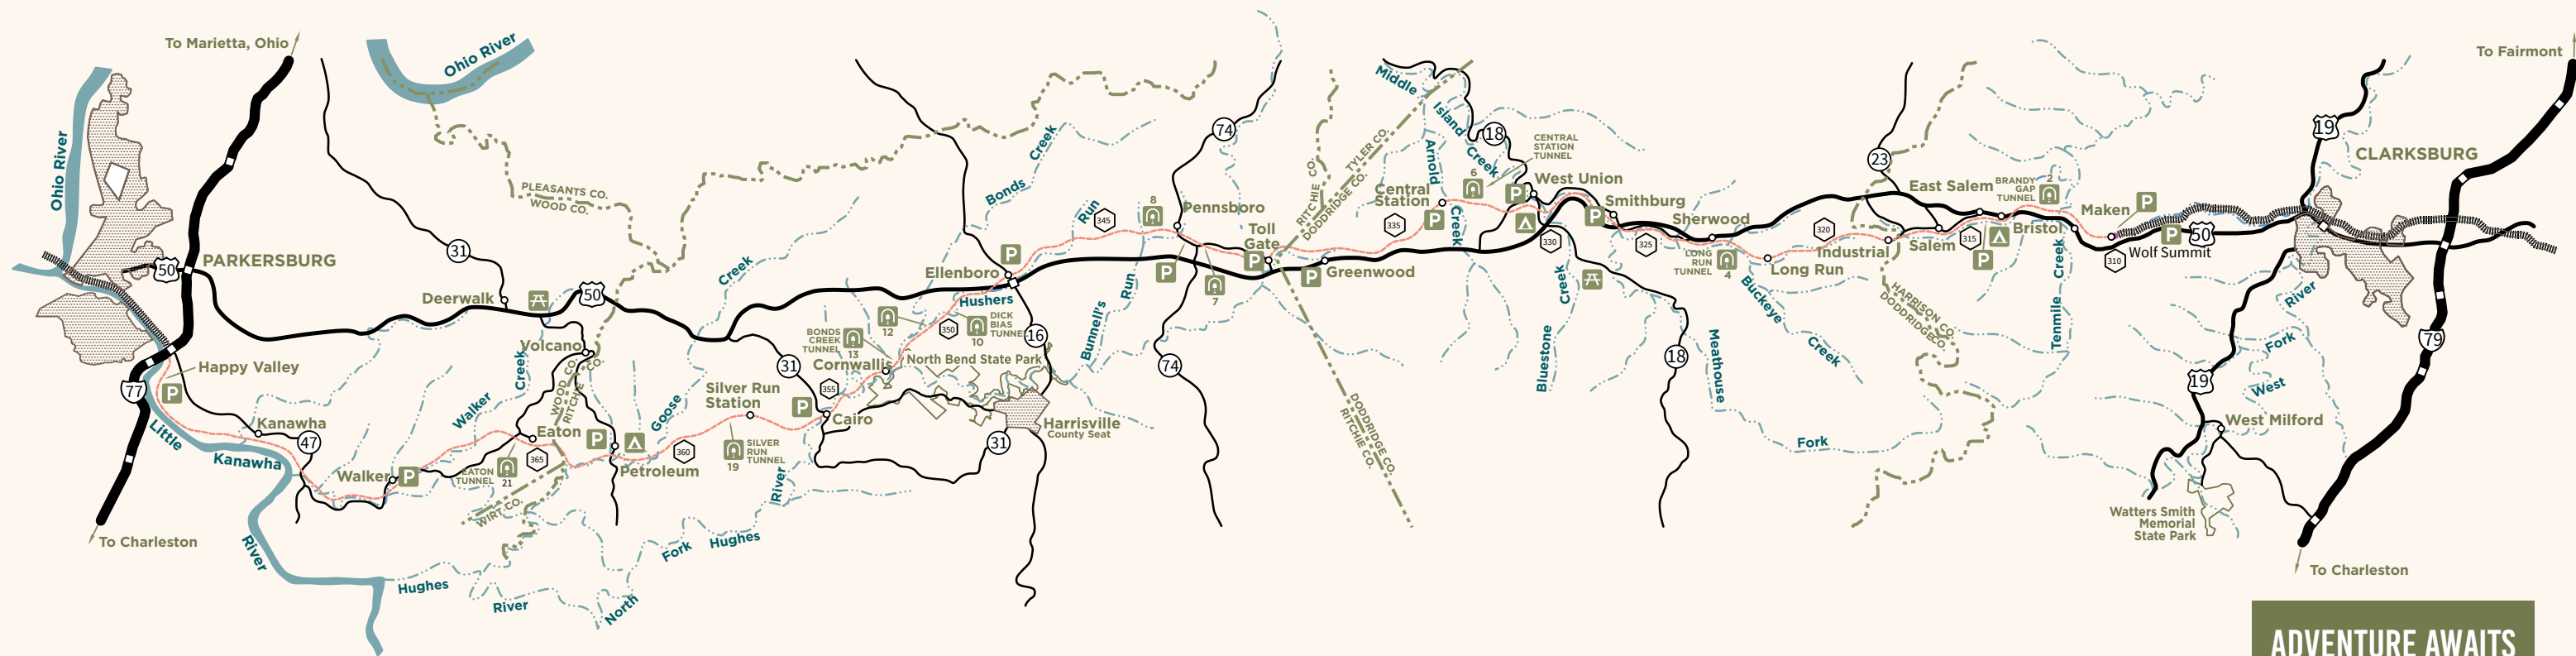 To Marietta, Ohio
Ohio River
Ohio River
To Fairmont
PARKERSBURG
50
77
Happy Valley
To Charleston
Little
Kanawha
River
Kanawha
47
31
Deerwalk
P
50
PLEASANTS CO.
WOOD CO.
Volcano
Walker
Creek
WOOD CO.
RITCHIE CO.
Walker
P
Eaton
EATON
TUNNEL
21
365
P
Petroleum
WIRT CO.
Hughes
River
North
Fork
Hughes
River
Goose
Creek
360
Silver Run
Station
SILVER
RUN
TUNNEL
19
31
P
Cairo
355
Cornwallis
BONDS
CREEK
TUNNEL
13
12
350
DICK
BIAS
TUNNEL
10
Hushers
Run
North Bend State Park
Harrisville
County Seat
31
16
Ellenboro
P
Bonds
Creek
345
8
Pennsboro
74
P
7
Bunnell's
Run
74
Toll
Gate
P
RITCHIE CO.
DODDRIDGE CO.
TYLER CO.
DODDRIDGE CO.
RITCHIE CO.
P
Greenwood
335
Central
Station
P
Arnold
Creek
Middle
Island
Creek
6
CENTRAL
STATION
TUNNEL
18
P
West Union
330
Bluestone
Creek
P
Smithburg
325
18
Sherwood
LONG
RUN
TUNNEL
4
Long Run
Meathouse
Fork
Buckeye
Creek
320
Industrial
23
HARRISON CO.
DODDRIDGE CO.
East Salem
Salem
315
P
BRANDY
GAP
TUNNEL
2
Bristol
Tenmile
Creek
Maken
P
310
Wolf Summit
P
50
19
CLARKSBURG
79
West
Fork
River
19
West Milford
Watters Smith
Memorial
State Park
To Charleston
ADVENTURE AWAITS